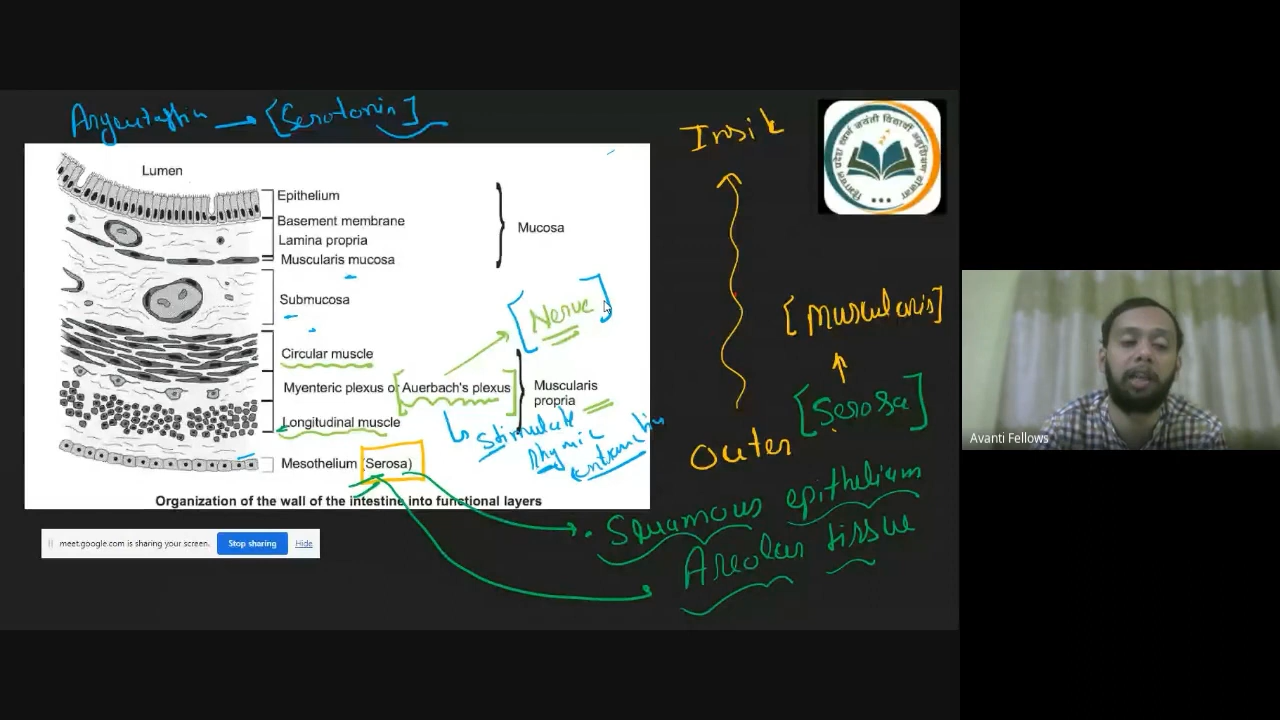 Argentaffin → [Serotonin]
Inside
Lumen
Epithelium
Basement membrane
Mucosa
Lamina propria
Muscularis mucosa
Submucosa
[Nerve]
[Muscularis]
Circular muscle
Myenteric plexus or [Auerbach's plexus]
Muscularis
propria
Longitudinal muscle
stimulate
[Serosa]
Outer
Mesothelium (Serosa)
Organization of the wall of the intestine into functional layers
Squamous epithelium
Areolar tissue
meet.google.com is sharing your screen.
Stop sharing
Hide
Avanti Fellows